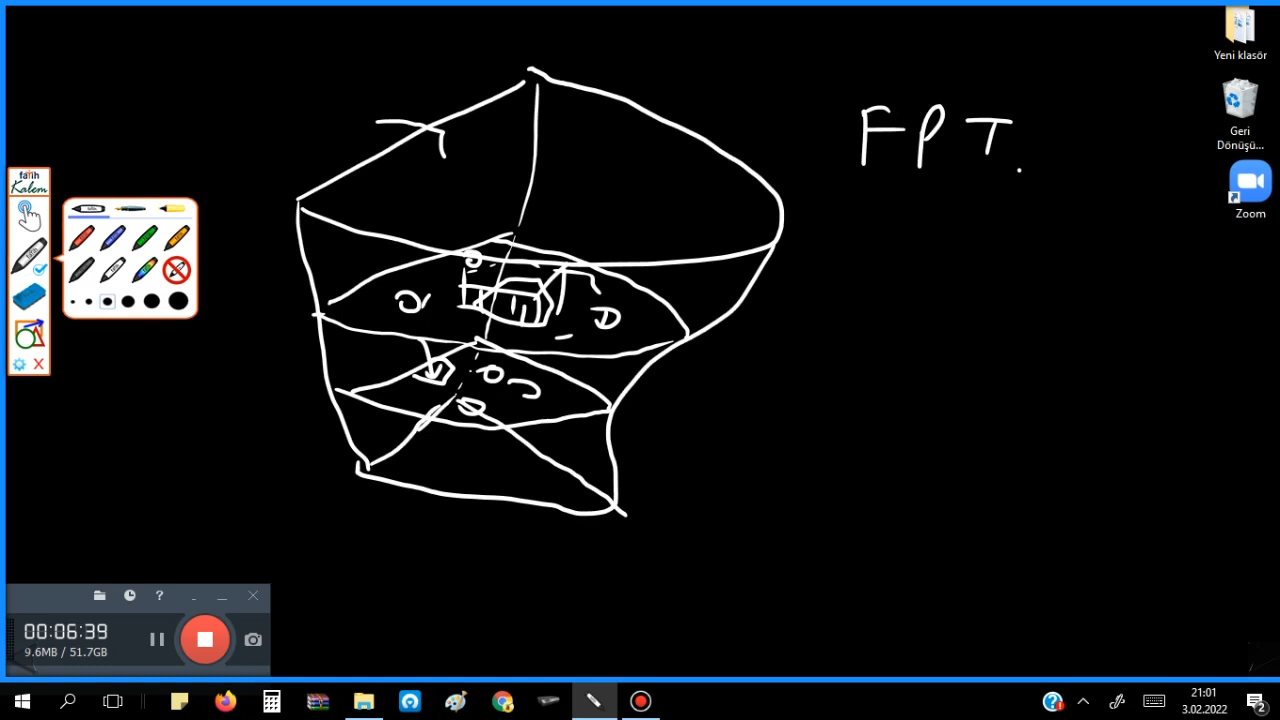 FPT.
Yeni klasör
Geri
Dönüşü...
Zoom
fatih
Kalem
00:06:39
9.6MB / 51.7GB
21:01
3.02.2022
2